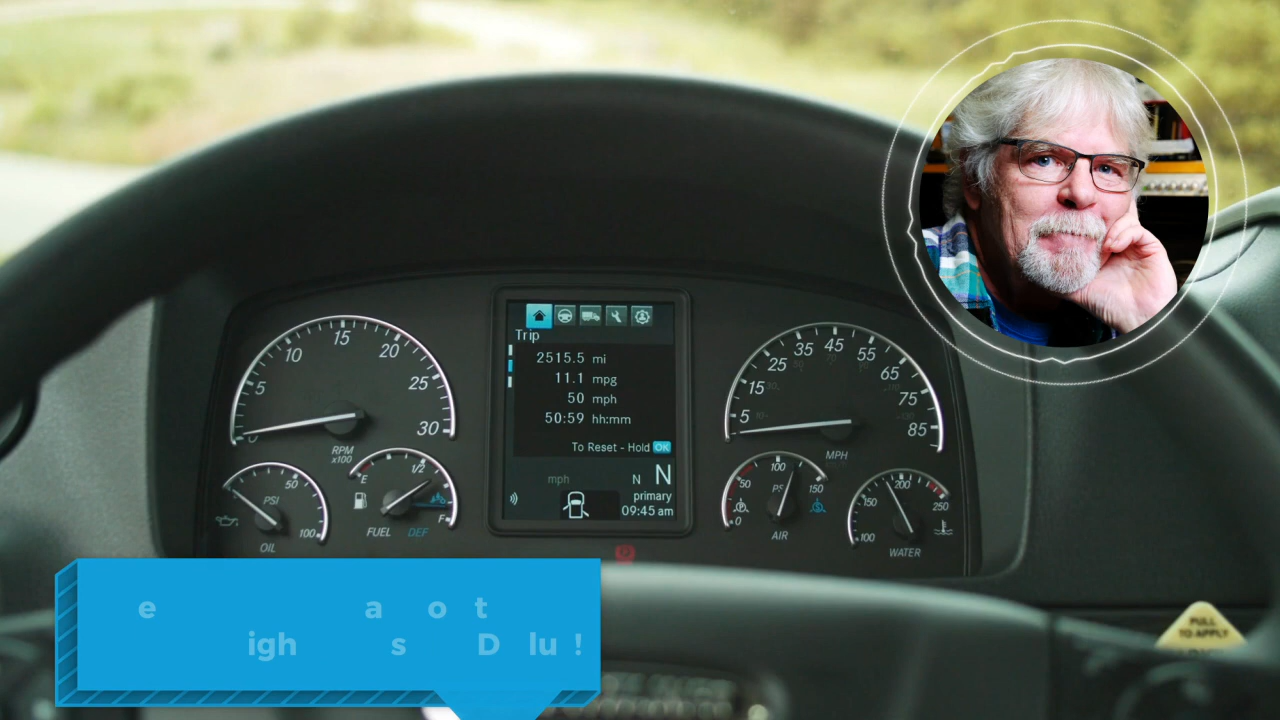 15
10
20
5
25
30
RPM
x100
PSI
50
100
OIL
E
1/2
F
FUEL
DEF
Trip
2515.5 mi
11.1 mpg
50 mph
50:59 hh:mm
To Reset - Hold OK
mph
N
N
primary
09:45 am
45
35
55
25
65
15
75
5
85
MPH
100
50
PSI
150
0
AIR
200
150
250
100
WATER
PULL
TO APPLY
e a o t
igh s D lu !